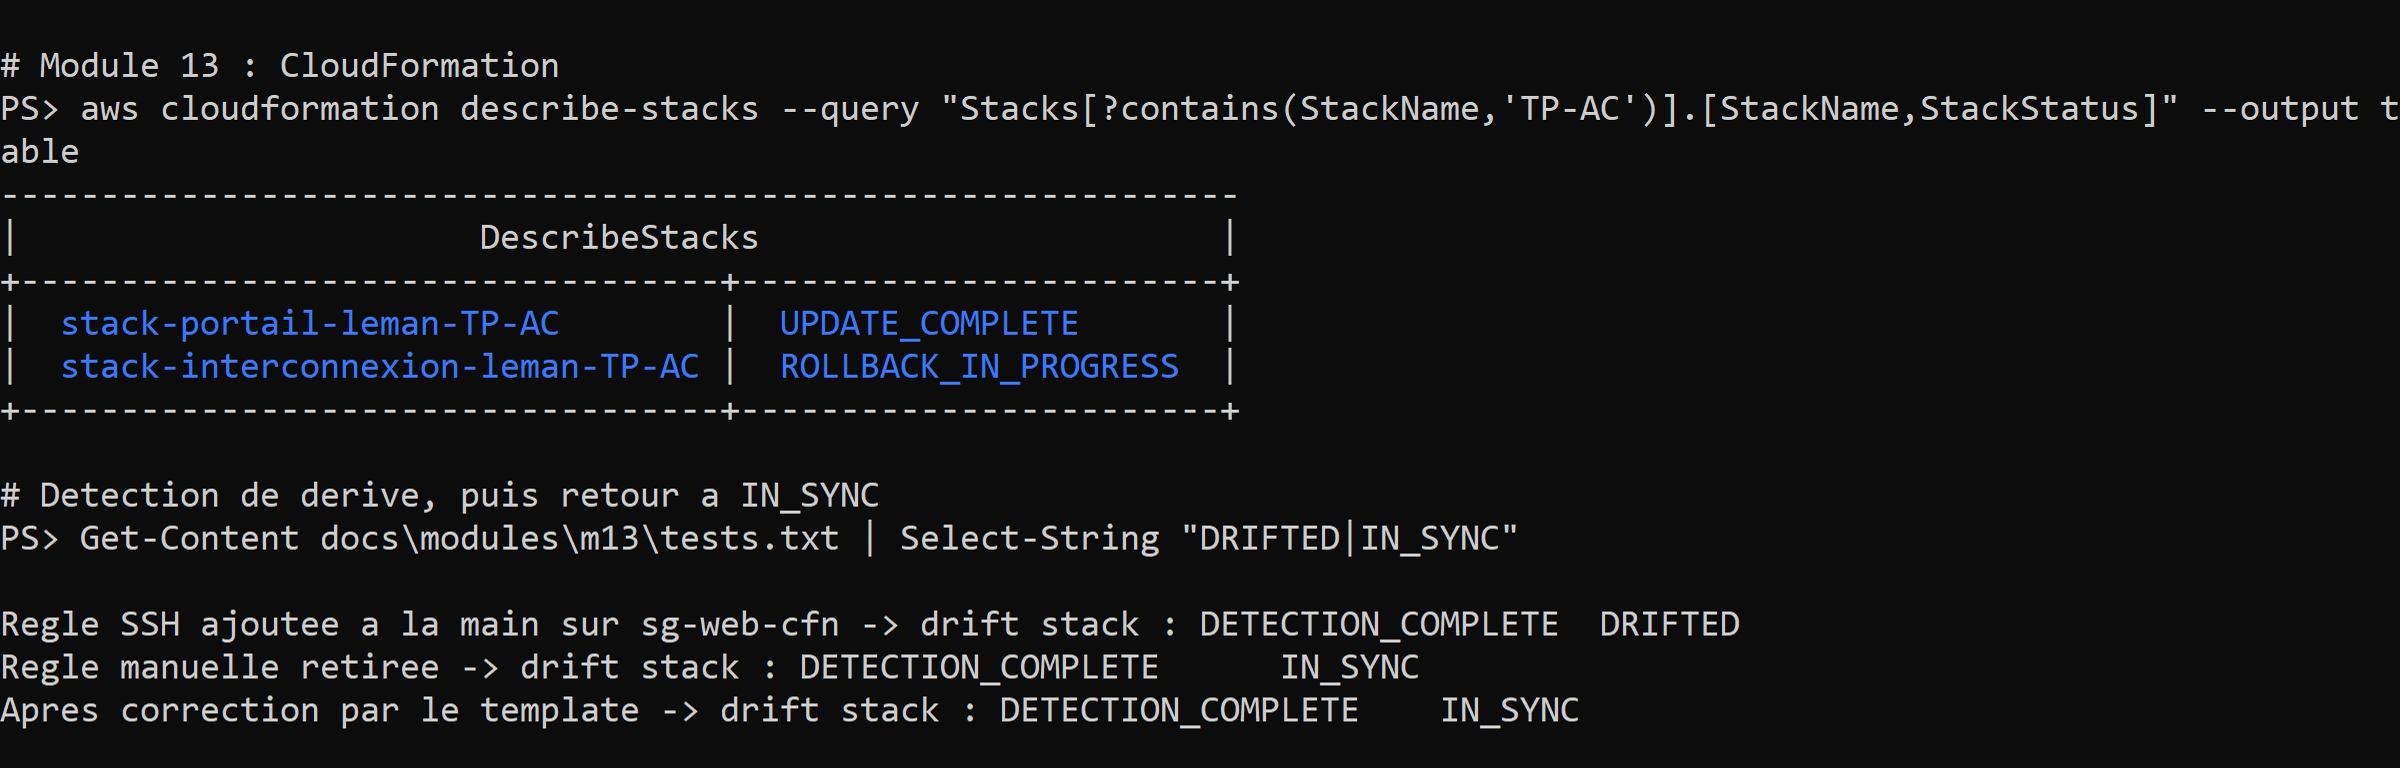 # Module 13 : CloudFormation
PS> aws cloudformation describe-stacks --query "Stacks[?contains(StackName,'TP-AC')].[StackName,StackStatus]" --output t
able
--------------------------------------------------------------
|                       DescribeStacks                       |
+-----------------------------------+------------------------+
|  stack-portail-leman-TP-AC        |  UPDATE_COMPLETE       |
|  stack-interconnexion-leman-TP-AC |  ROLLBACK_IN_PROGRESS  |
+-----------------------------------+------------------------+
# Detection de derive, puis retour a IN_SYNC
PS> Get-Content docs\modules\m13\tests.txt | Select-String "DRIFTED|IN_SYNC"
Regle SSH ajoutee a la main sur sg-web-cfn -> drift stack : DETECTION_COMPLETE  DRIFTED
Regle manuelle retiree -> drift stack : DETECTION_COMPLETE      IN_SYNC
Apres correction par le template -> drift stack : DETECTION_COMPLETE    IN_SYNC